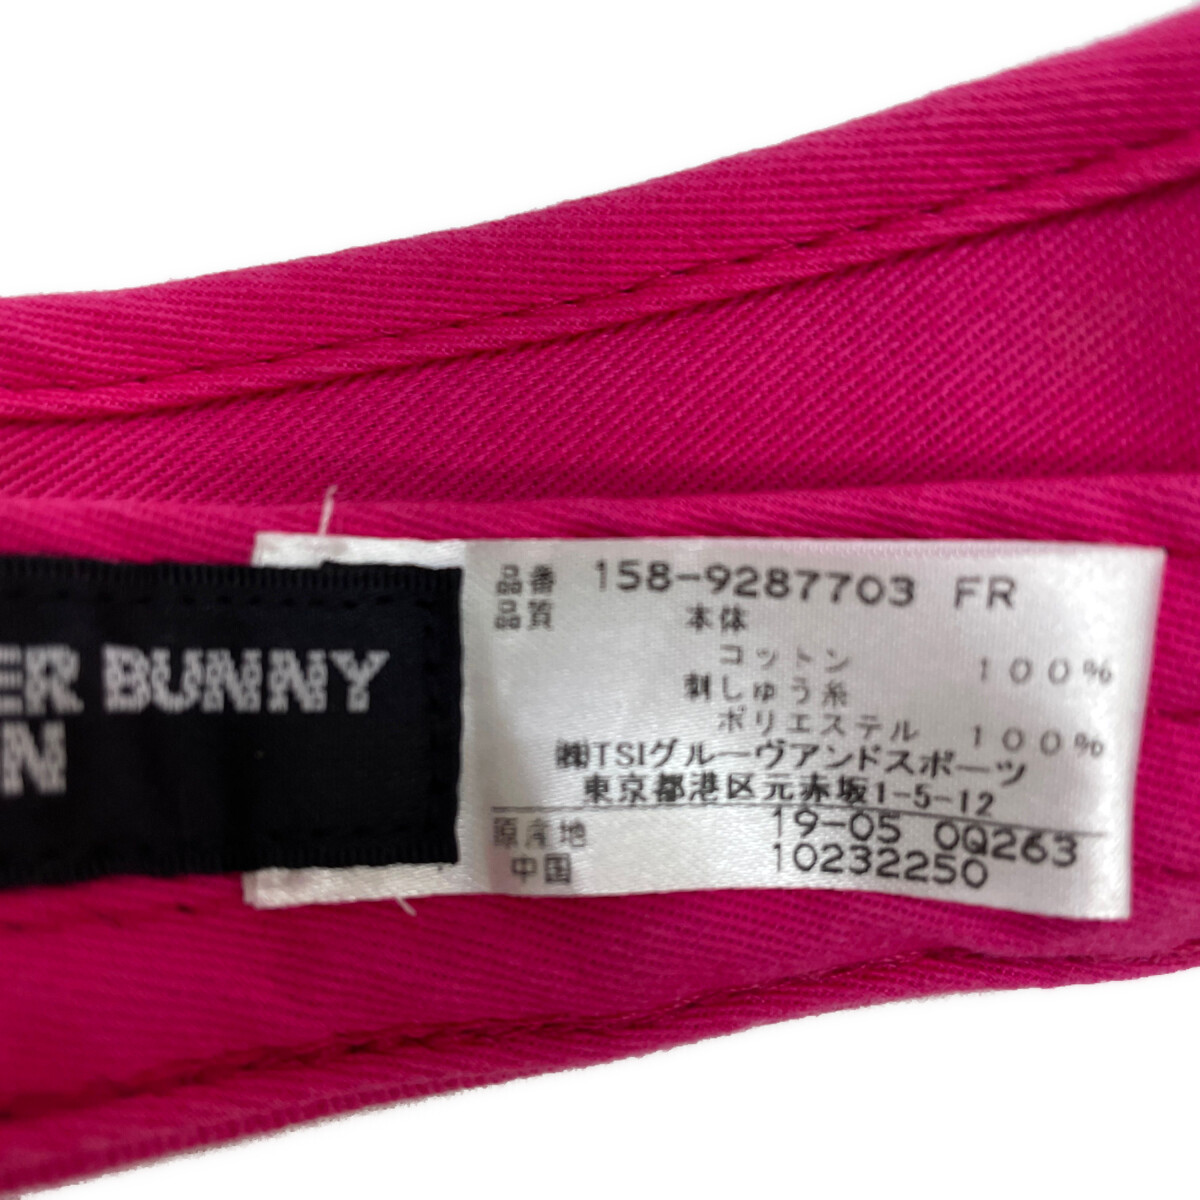 ER BUNNY
N
品番 158-9287703 FR
品質 本体
コットン 100%
刺しゅう糸
ポリエステル 100%
㈱TSIグルーヴアンドスポーツ
東京都港区元赤坂1-5-12
原産地 19-05 0Q263
中国 10232250